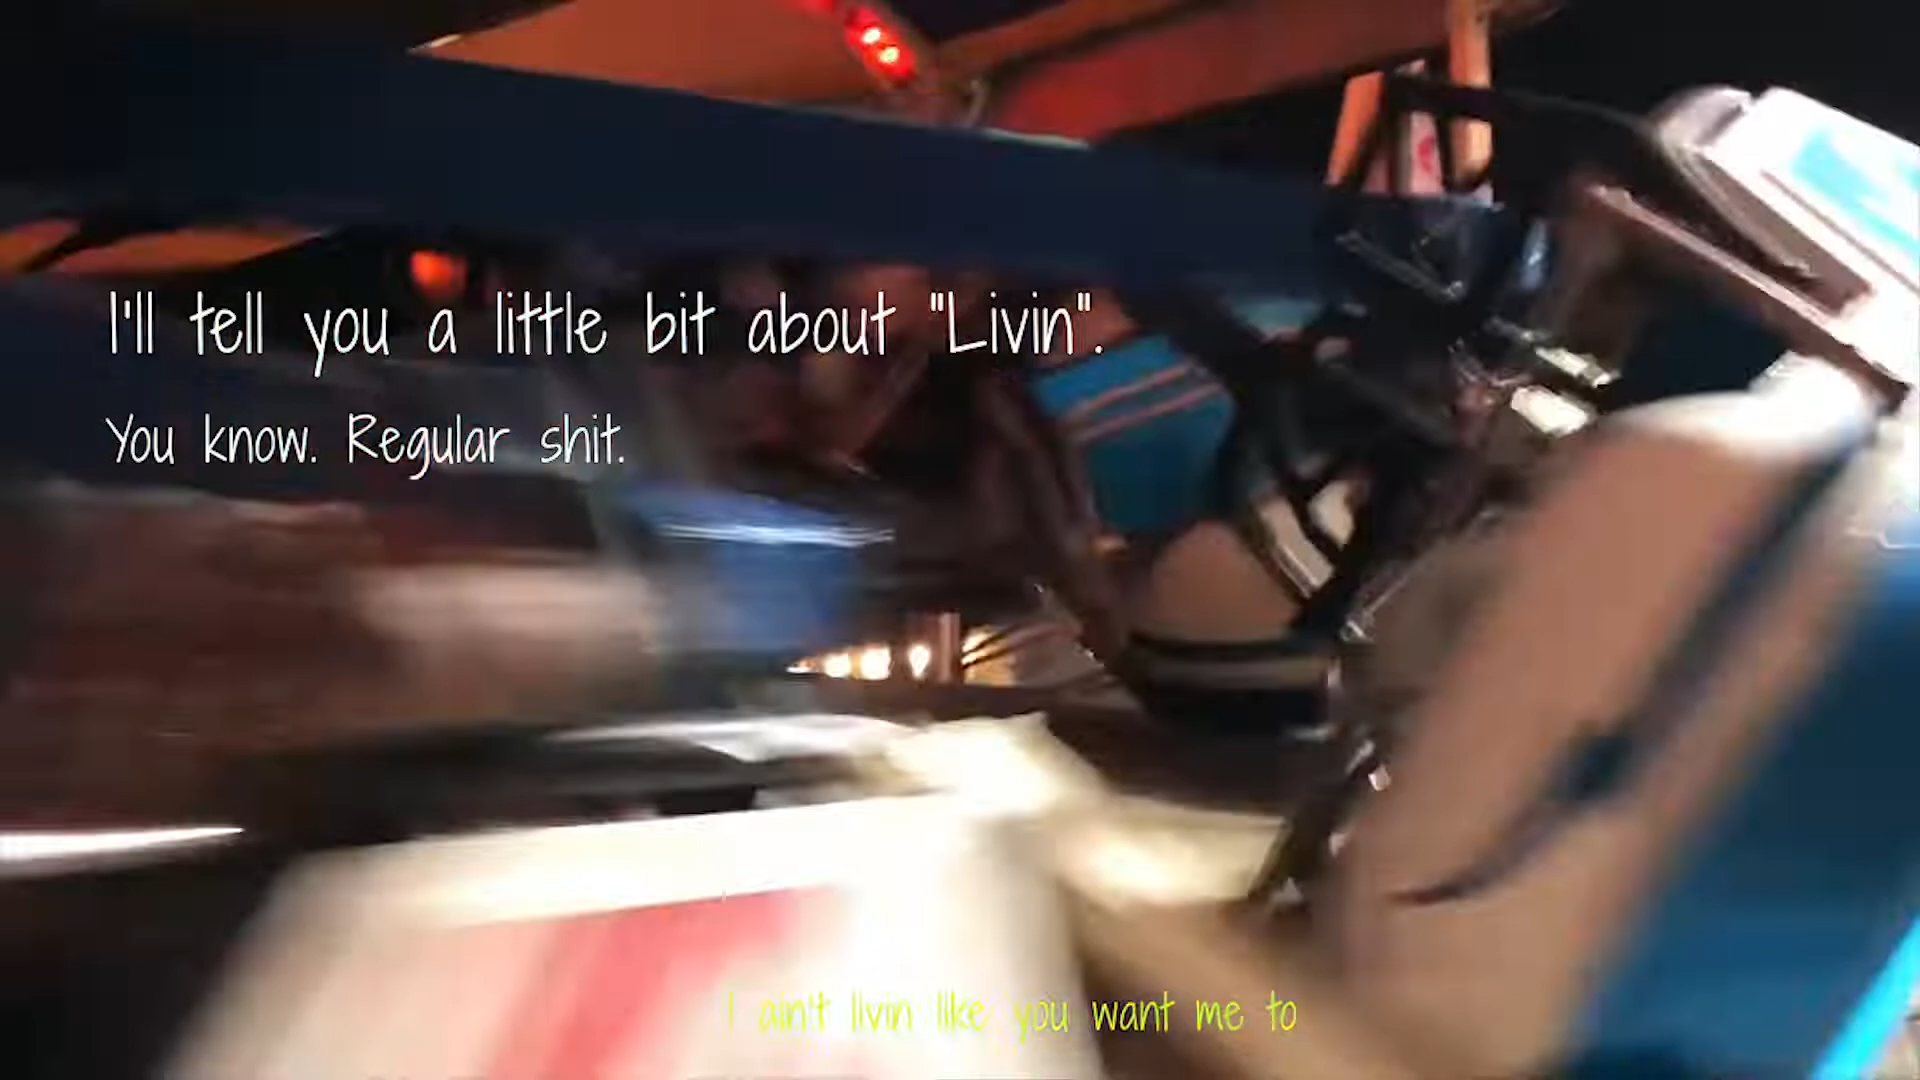 I'll tell you a little bit about "Livin".
You know. Regular shit.
I ain't livin like you want me to